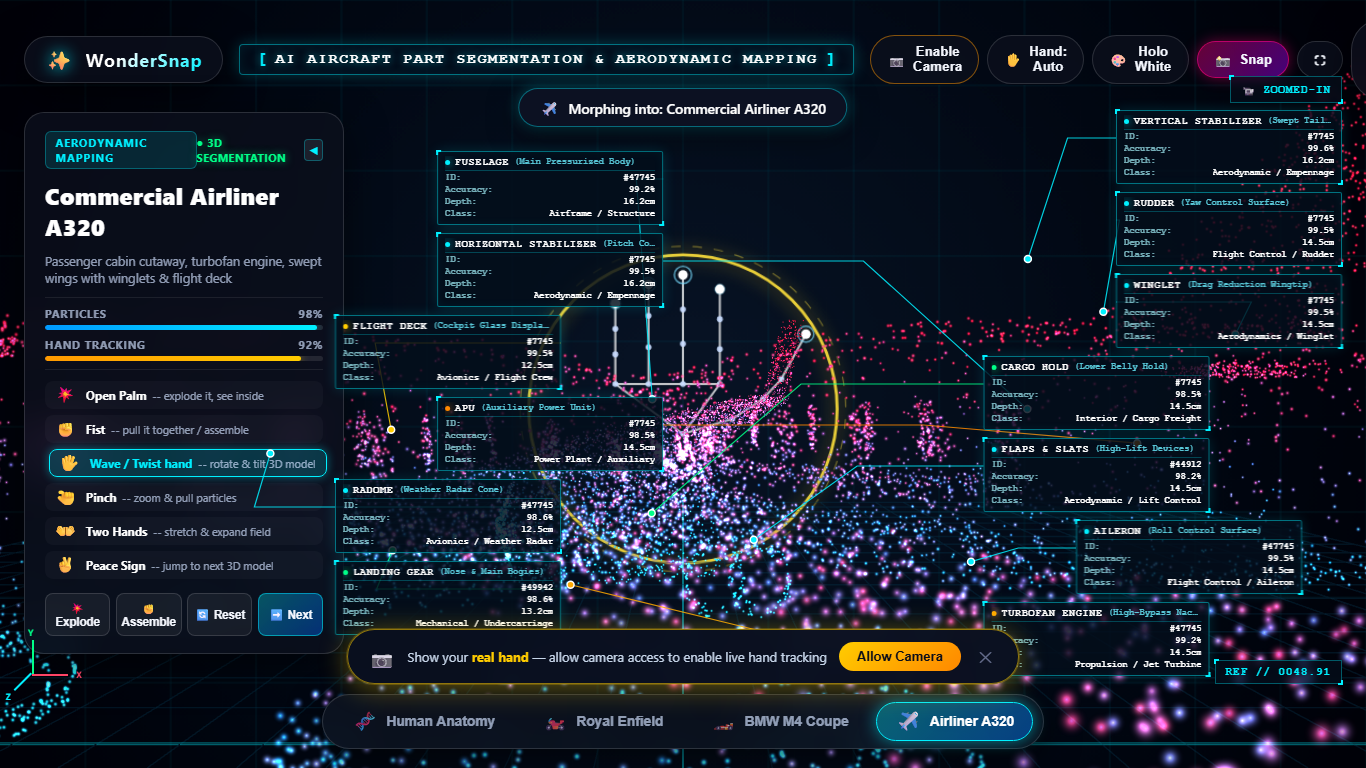 WonderSnap
[ AI AIRCRAFT PART SEGMENTATION & AERODYNAMIC MAPPING ]
Enable
Camera
Hand:
Auto
Holo
White
Snap
ZOOMED-IN
Morphing into: Commercial Airliner A320
AERODYNAMIC
MAPPING
● 3D
SEGMENTATION
Commercial Airliner
A320
Passenger cabin cutaway, turbofan engine, swept
wings with winglets & flight deck
PARTICLES 98%
HAND TRACKING 92%
Open Palm -- explode it, see inside
Fist -- pull it together / assemble
Wave / Twist hand -- rotate & tilt 3D model
Pinch -- zoom & pull particles
Two Hands -- stretch & expand field
Peace Sign -- jump to next 3D model
Explode
Assemble
Reset
Next
Y
X
Z
FUSELAGE (Main Pressurized Body)
ID: #47745
Accuracy: 99.2%
Depth: 16.2cm
Class: Airframe / Structure
HORIZONTAL STABILIZER (Pitch Co…
ID: #7745
Accuracy: 99.5%
Depth: 16.2cm
Class: Aerodynamic / Empennage
FLIGHT DECK (Cockpit Glass Displa…
ID: #7745
Accuracy: 99.5%
Depth: 12.5cm
Class: Avionics / Flight Crew
APU (Auxiliary Power Unit)
ID: #7745
Accuracy: 98.5%
Depth: 14.5cm
Class: Power Plant / Auxiliary
RADOME (Weather Radar Cone)
ID: #47745
Accuracy: 98.6%
Depth: 12.5cm
Class: Avionics / Weather Radar
LANDING GEAR (Nose & Main Bogies)
ID: #49942
Accuracy: 98.6%
Depth: 13.2cm
Class: Mechanical / Undercarriage
VERTICAL STABILIZER (Swept Tail…
ID: #7745
Accuracy: 99.6%
Depth: 16.2cm
Class: Aerodynamic / Empennage
RUDDER (Yaw Control Surface)
ID: #7745
Accuracy: 99.5%
Depth: 14.5cm
Class: Flight Control / Rudder
WINGLET (Drag Reduction Wingtip)
ID: #7745
Accuracy: 99.5%
Depth: 14.5cm
Class: Aerodynamics / Winglet
CARGO HOLD (Lower Belly Hold)
ID: #7745
Accuracy: 99.2%
Depth: 14.5cm
Class: Interior / Cargo Freight
FLAPS & SLATS (High-Lift Devices)
ID: #44912
Accuracy: 98.2%
Depth: 14.5cm
Class: Aerodynamic / Lift Control
AILERON (Roll Control Surface)
ID: #47745
Accuracy: 99.5%
Depth: 14.5cm
Class: Flight Control / Aileron
TURBOFAN ENGINE (High-Bypass Nac…
ID: #47745
99.2%
14.5cm
Propulsion / Jet Turbine
REF // 0048.91
Show your real hand — allow camera access to enable live hand tracking
Allow Camera
Human Anatomy
Royal Enfield
BMW M4 Coupe
Airliner A320